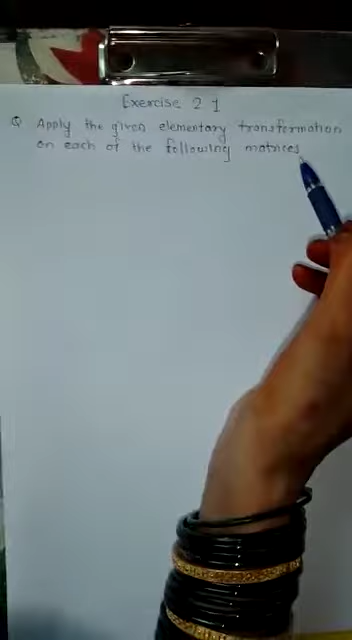 Exercise 2 1
Q Apply the given elementary transformation
on each of the following matrices